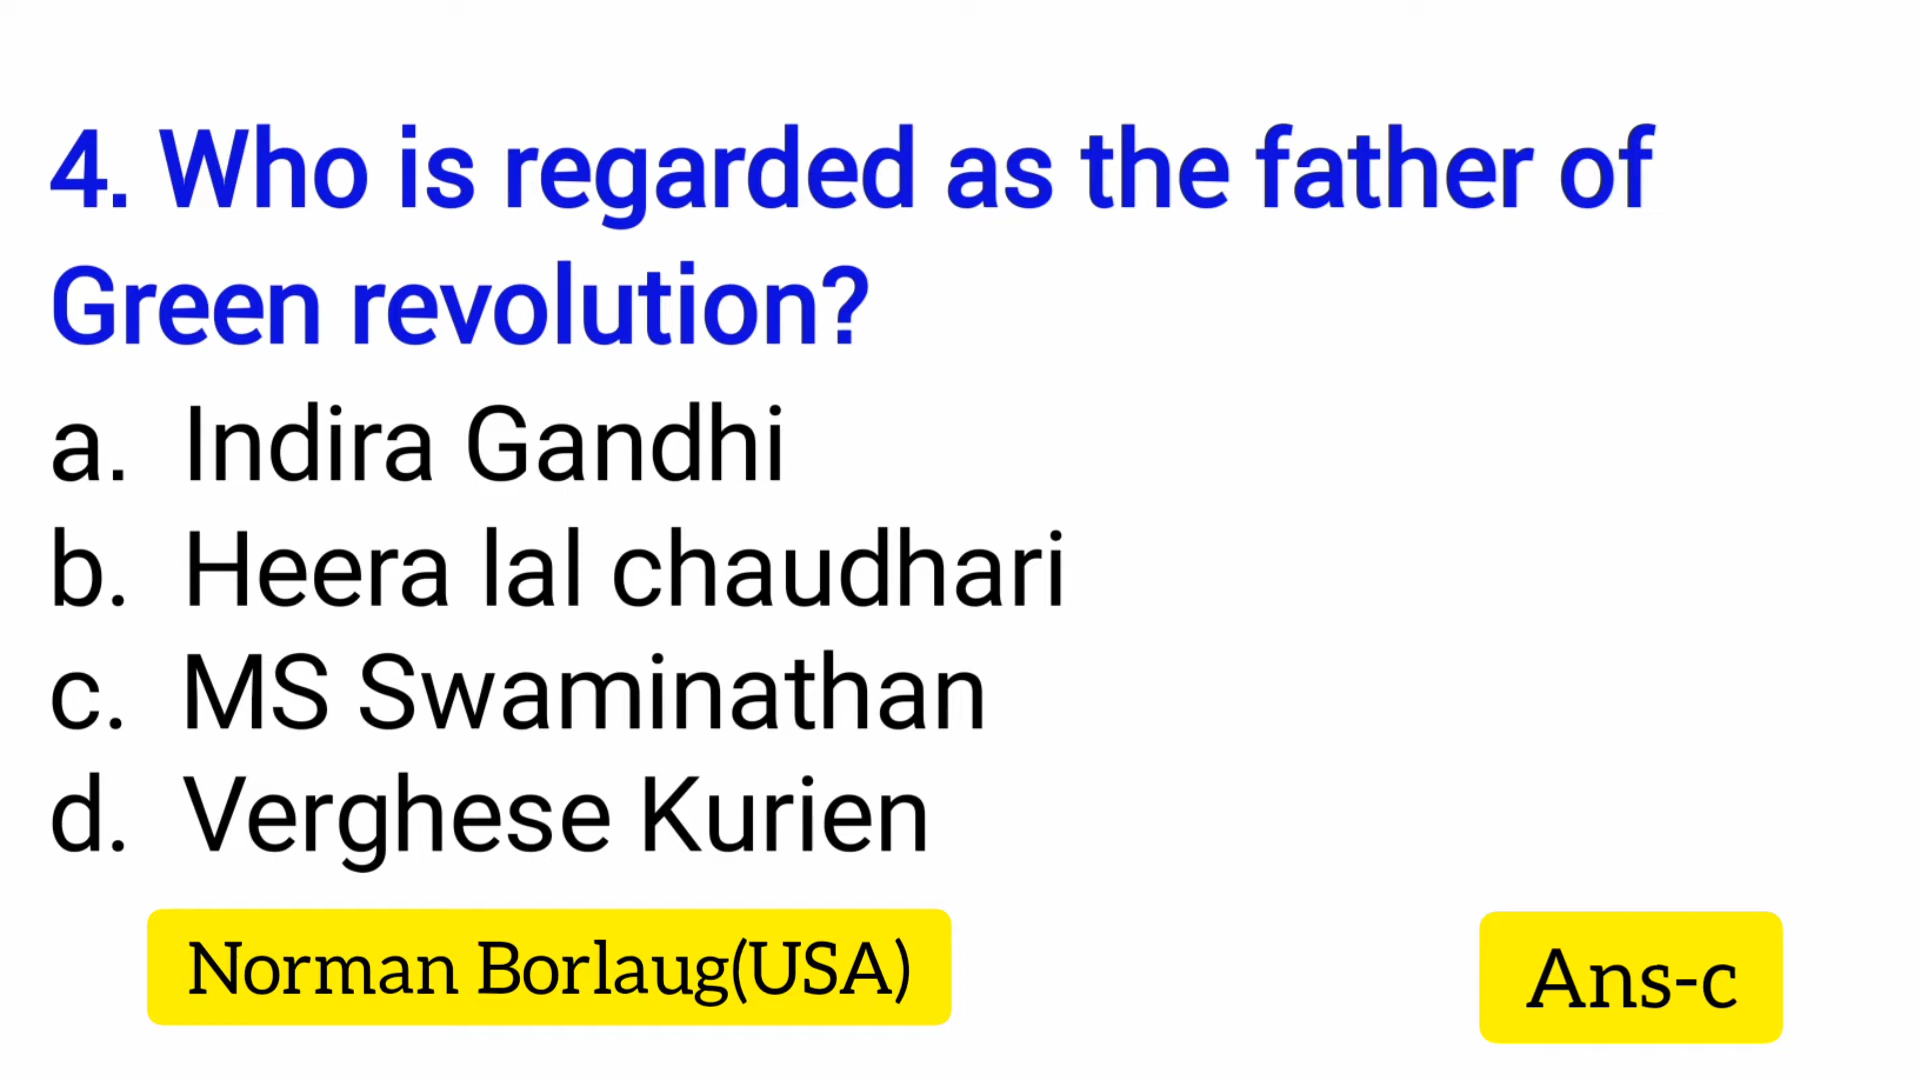 4. Who is regarded as the father of
Green revolution?
a. Indira Gandhi
b. Heera lal chaudhari
c. MS Swaminathan
d. Verghese Kurien
Norman Borlaug(USA)
Ans-c